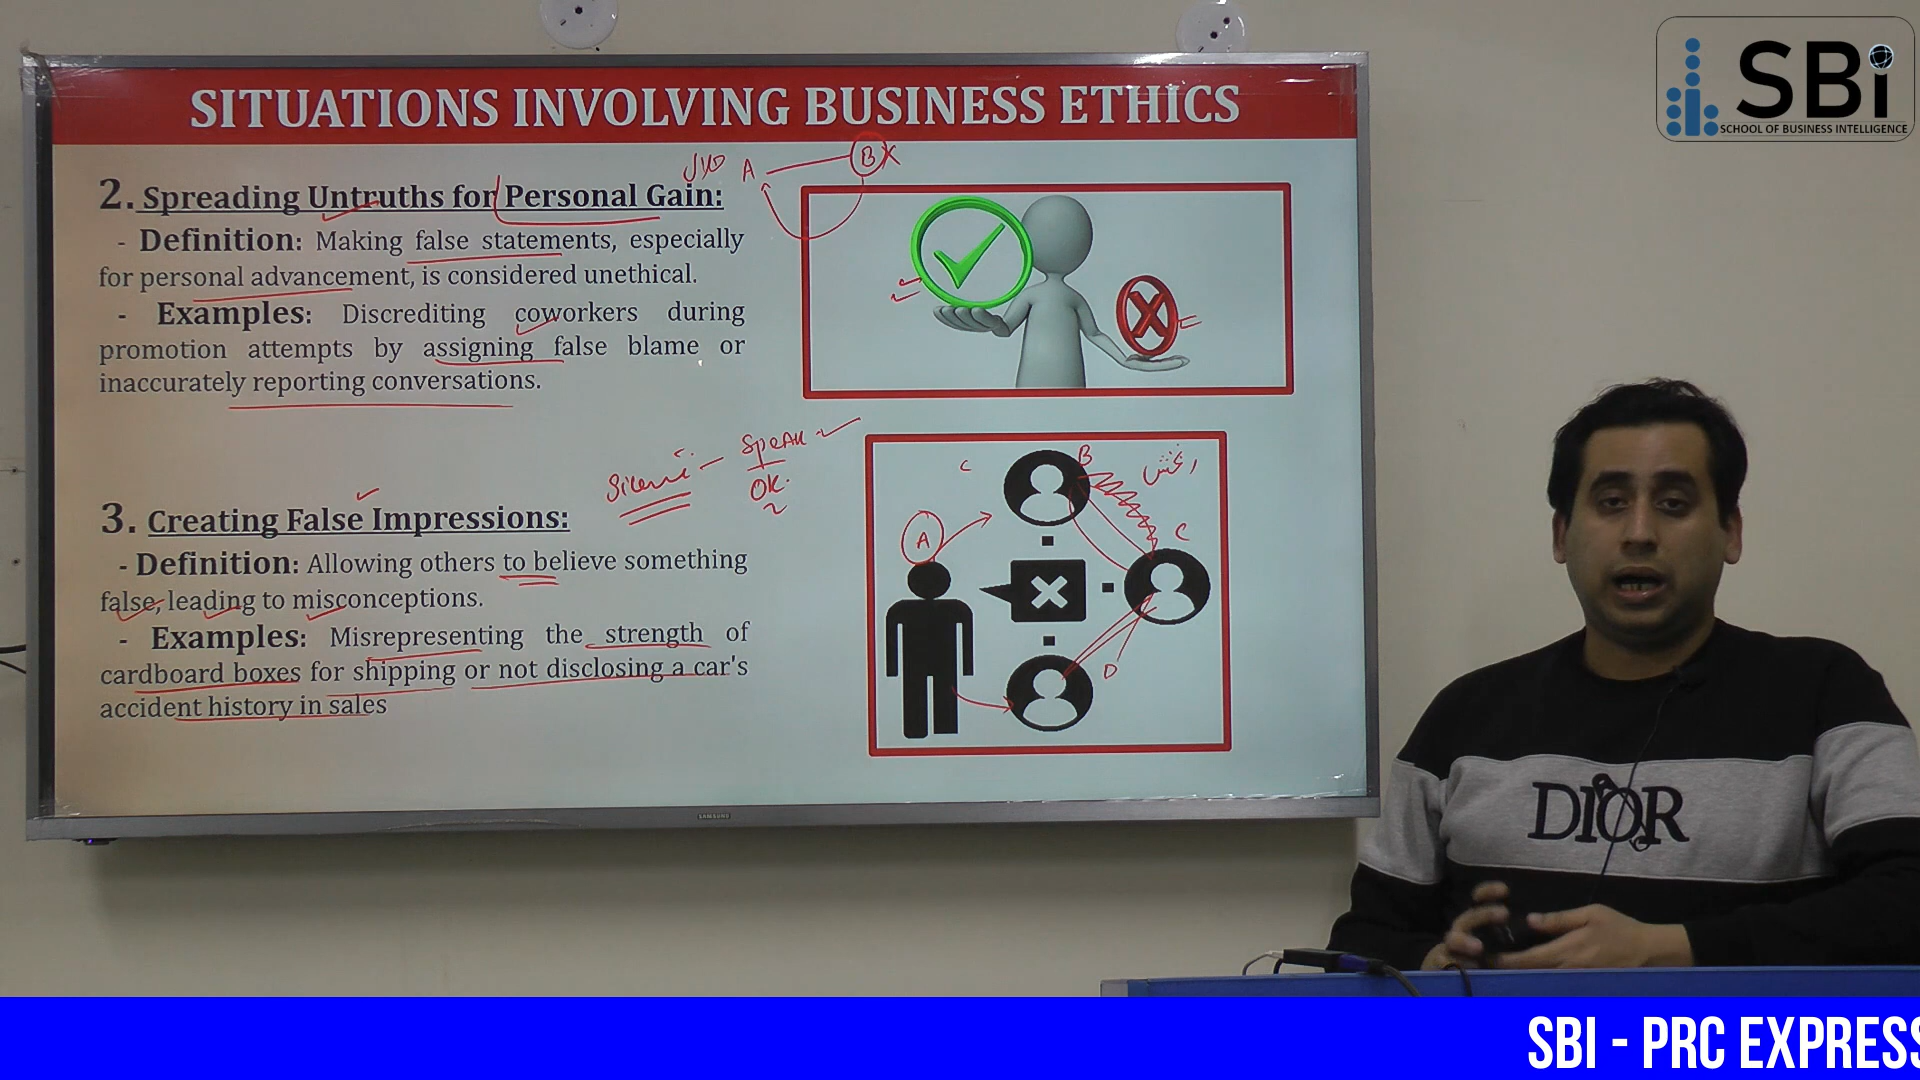 SBi
SCHOOL OF BUSINESS INTELLIGENCE
SITUATIONS INVOLVING BUSINESS ETHICS
A B
2. Spreading Untruths for Personal Gain:
- Definition: Making false statements, especially
for personal advancement, is considered unethical.
- Examples: Discrediting coworkers during
promotion attempts by assigning false blame or
inaccurately reporting conversations.
Speak
OK
3. Creating False Impressions:
- Definition: Allowing others to believe something
false, leading to misconceptions.
- Examples: Misrepresenting the strength of
cardboard boxes for shipping or not disclosing a car's
accident history in sales
C B
رنجش
A
C
D
SAMSUNG
DIOR
SBI - PRC EXPRESS